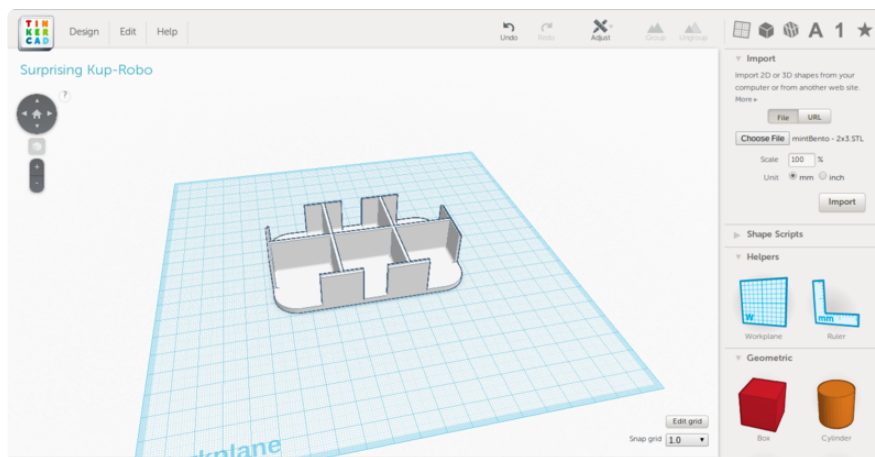 TIN
KER
CAD
Design Edit Help
Undo Redo Adjust Group Ungroup
A 1
Surprising Kup-Robo
?
Import
Import 2D or 3D shapes from your
computer or from another web site.
More
File URL
Choose File mintBento - 2x3.STL
Scale 100 %
Unit mm inch
Import
Shape Scripts
Helpers
W mm
Workplane Ruler
Geometric
Box Cylinder
Edit grid
Snap grid 1.0
kplane